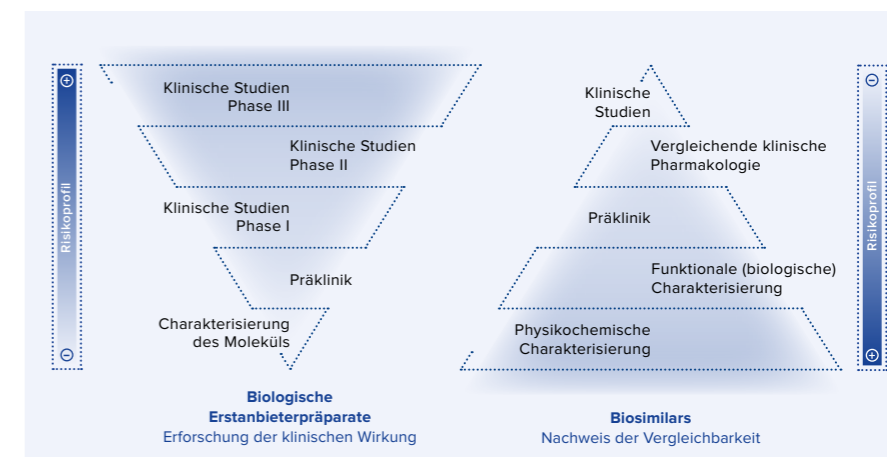 Risikoprofil
Klinische Studien
Phase III
Klinische Studien
Phase II
Klinische Studien
Phase I
Präklinik
Charakterisierung
des Moleküls
Biologische
Erstanbieterpräparate
Erforschung der klinischen Wirkung
Klinische
Studien
Vergleichende klinische
Pharmakologie
Präklinik
Funktionale (biologische)
Charakterisierung
Physikochemische
Charakterisierung
Biosimilars
Nachweis der Vergleichbarkeit
Risikoprofil